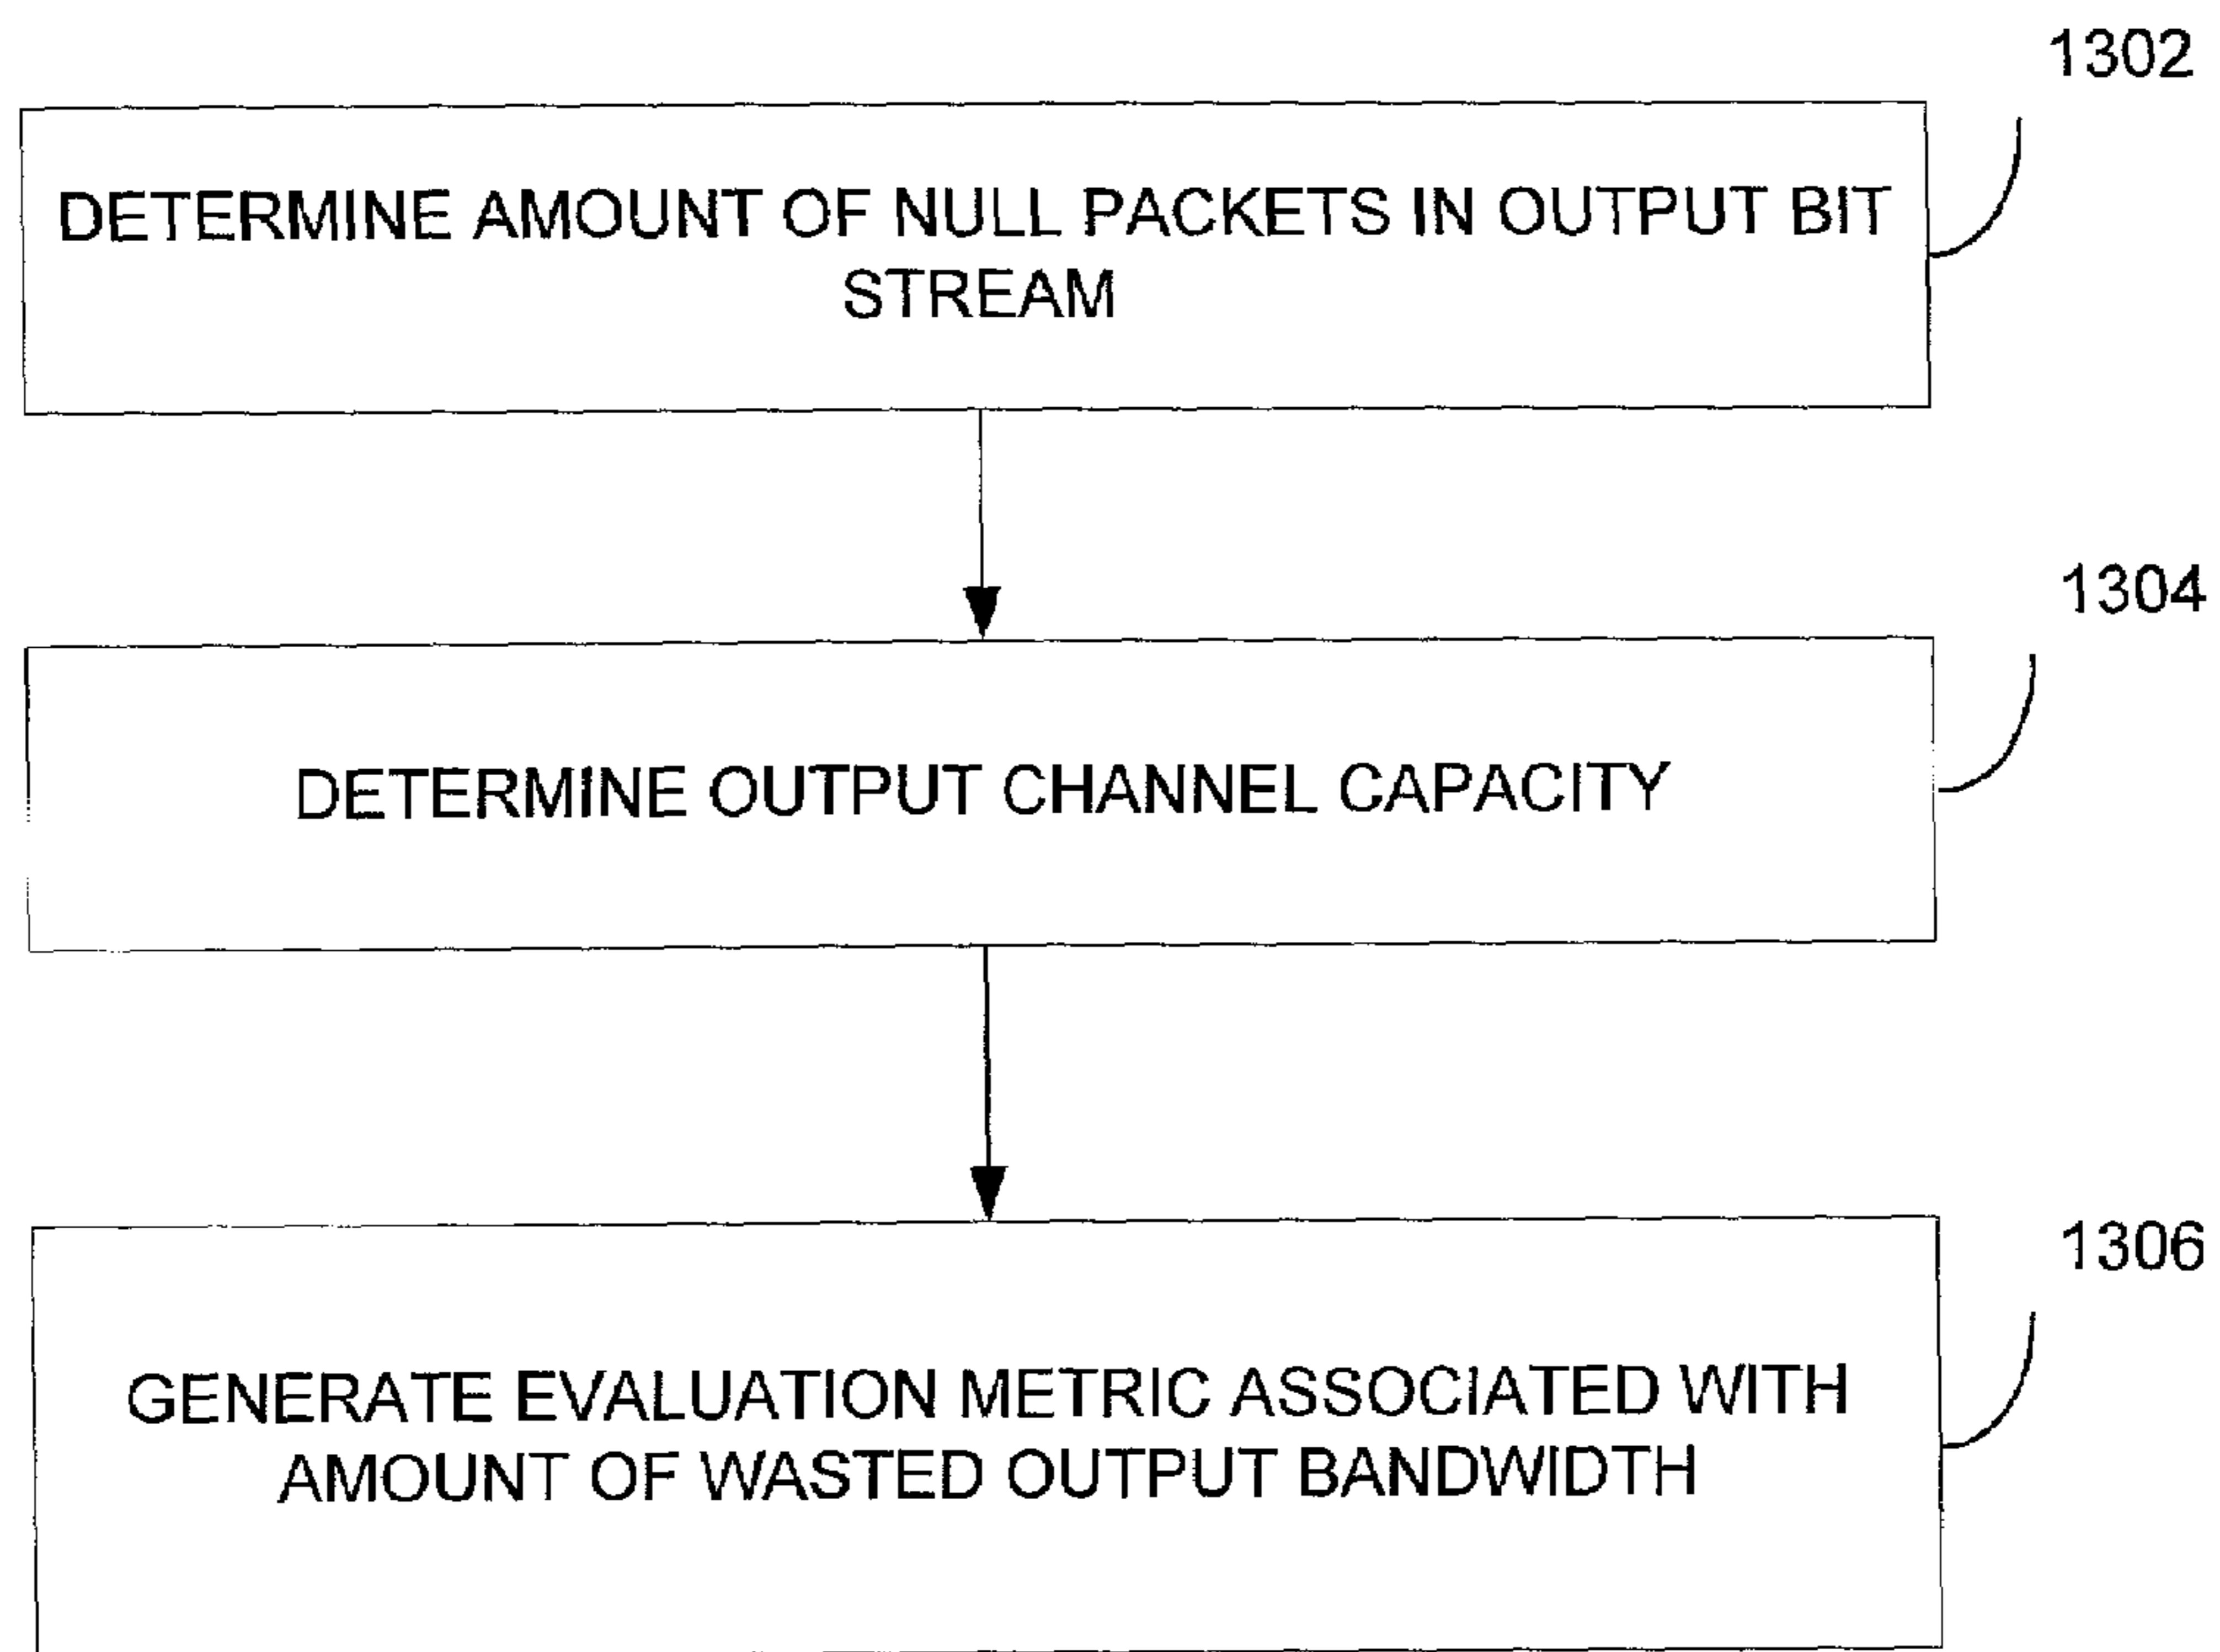 1302
DETERMINE AMOUNT OF NULL PACKETS IN OUTPUT BIT
STREAM
1304
DETERMINE OUTPUT CHANNEL CAPACITY
1306
GENERATE EVALUATION METRIC ASSOCIATED WITH
AMOUNT OF WASTED OUTPUT BANDWIDTH